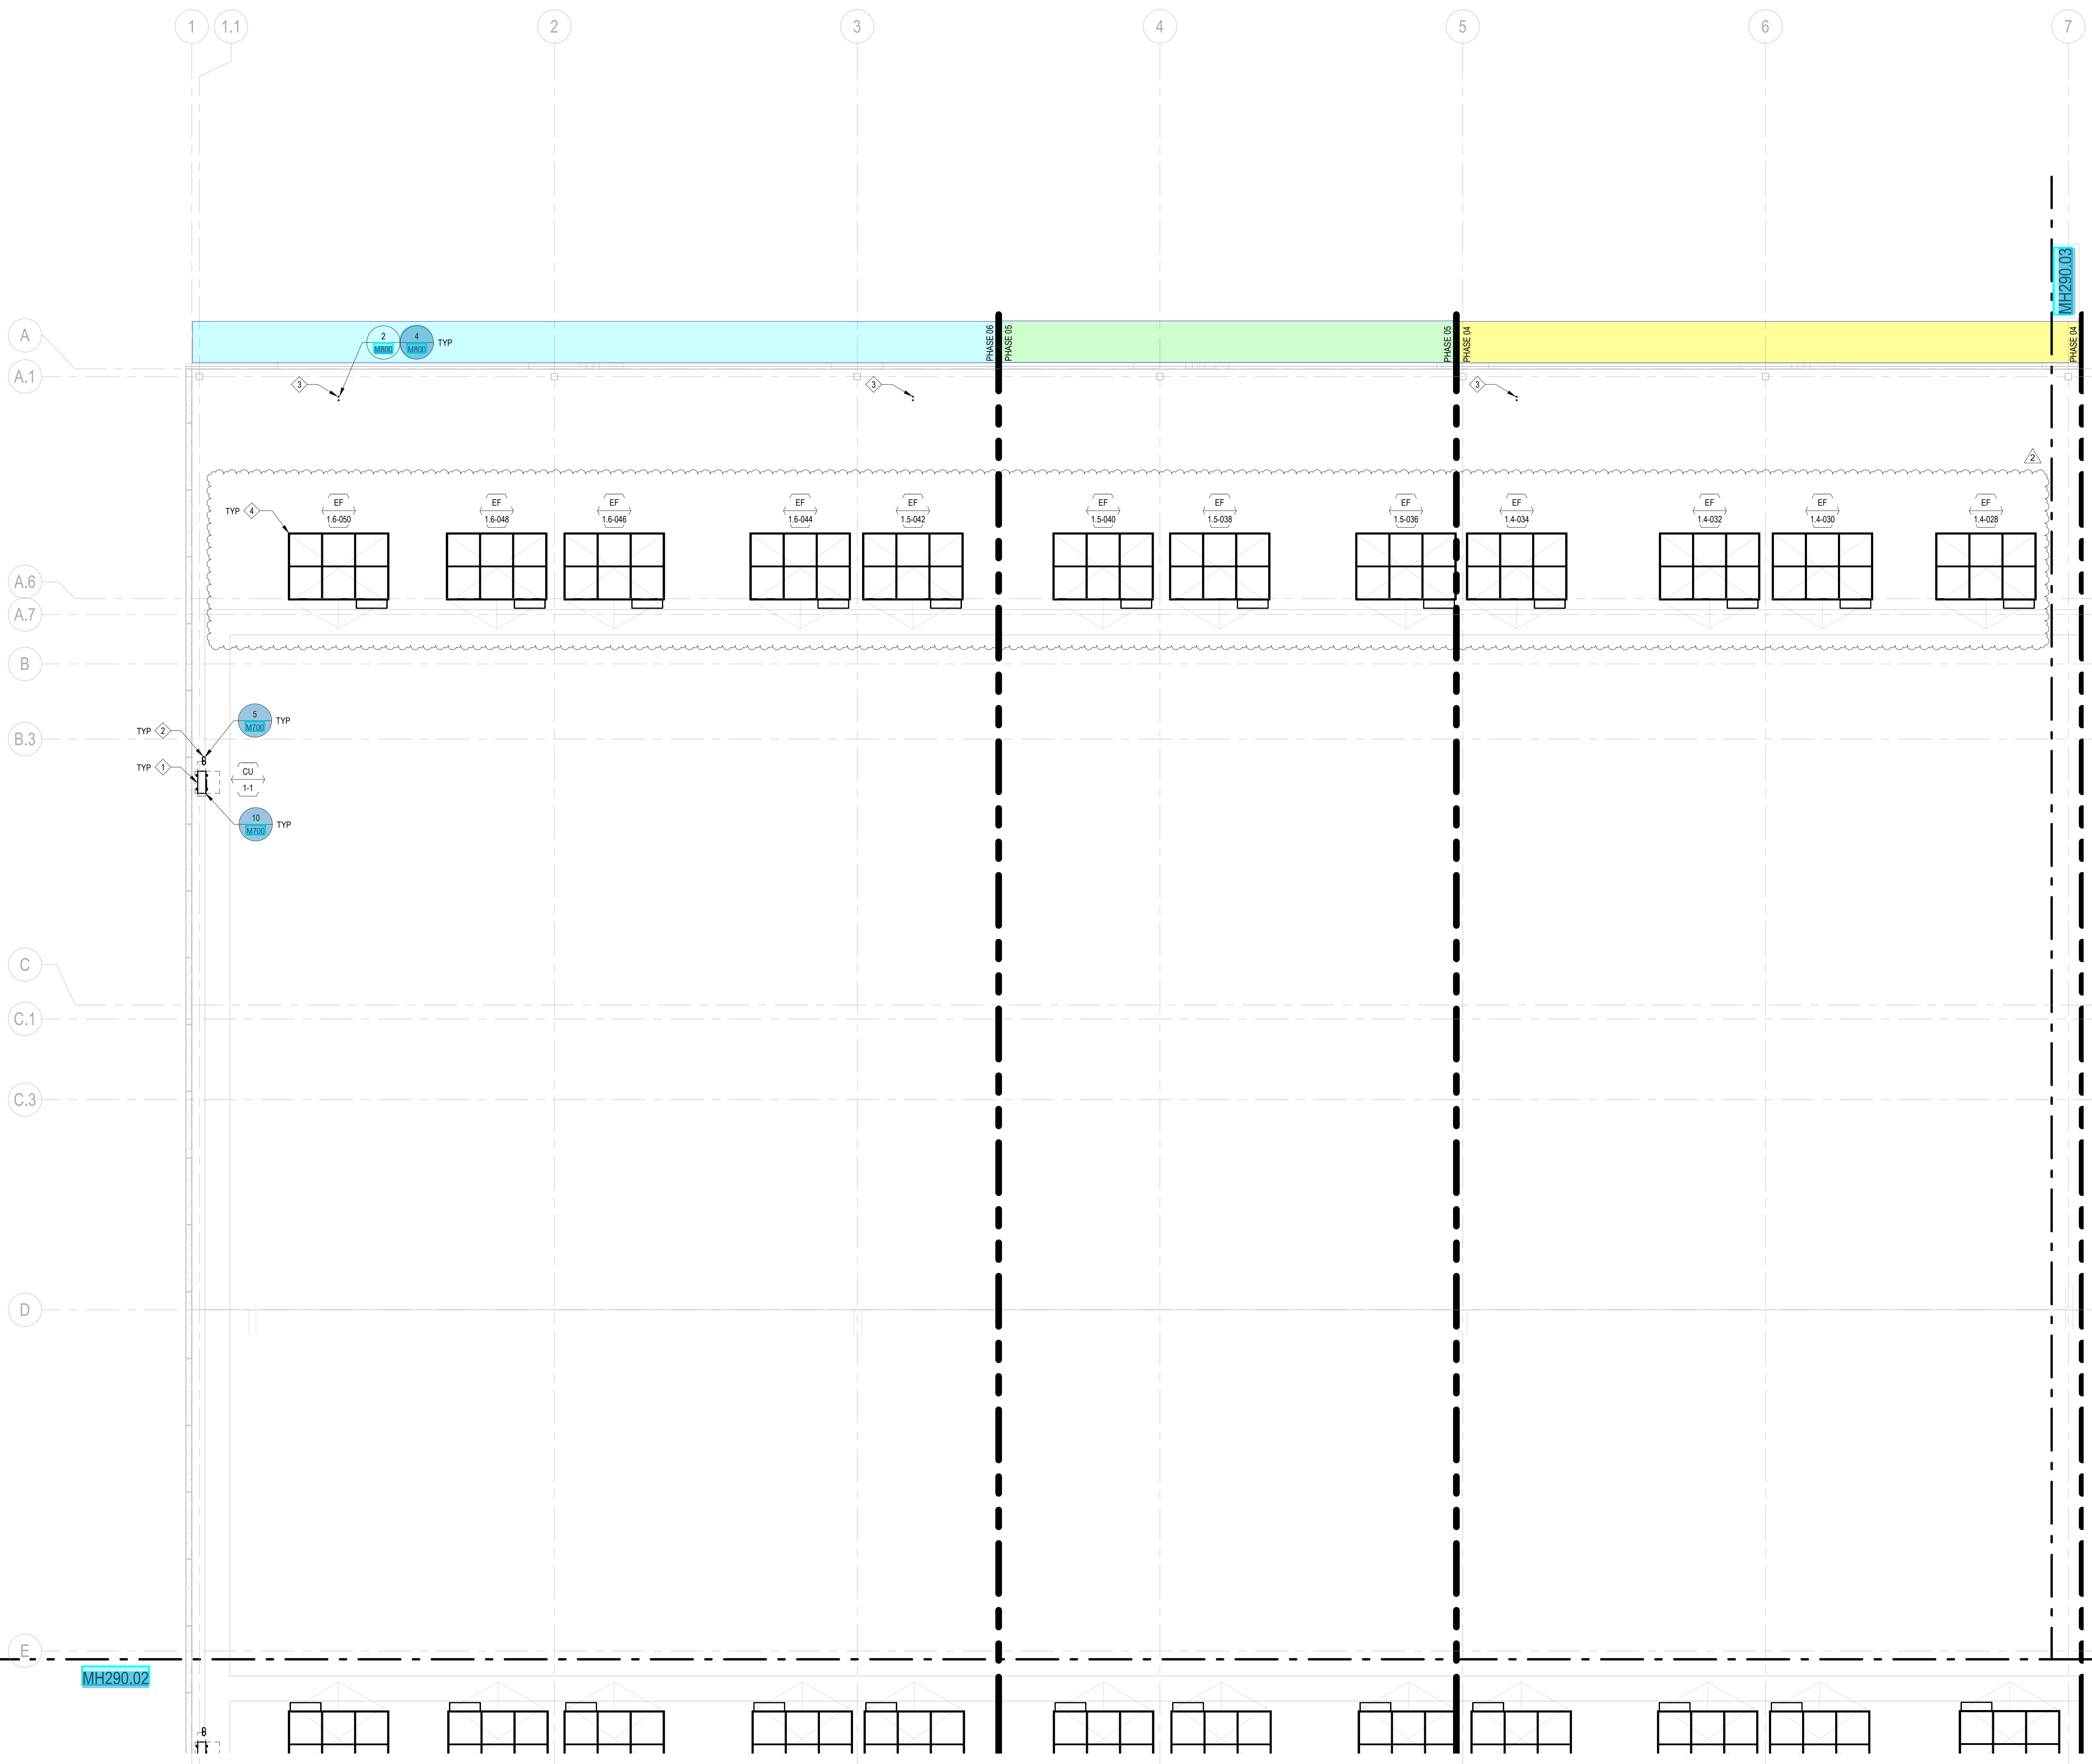 1
1.1
2
3
4
5
6
7
MH290.03
A
2
M800
4
M800
TYP
PHASE 06
PHASE 05
PHASE 05
PHASE 04
PHASE 04
A.1
3
3
3
2
TYP
4
EF
1.6-050
EF
1.6-048
EF
1.6-046
EF
1.6-044
EF
1.5-042
EF
1.5-040
EF
1.5-038
EF
1.5-036
EF
1.4-034
EF
1.4-032
EF
1.4-030
EF
1.4-028
A.6
A.7
B
5
M700
TYP
TYP
2
B.3
TYP
1
CU
1-1
10
M700
TYP
C
C.1
C.3
D
E
MH290.02